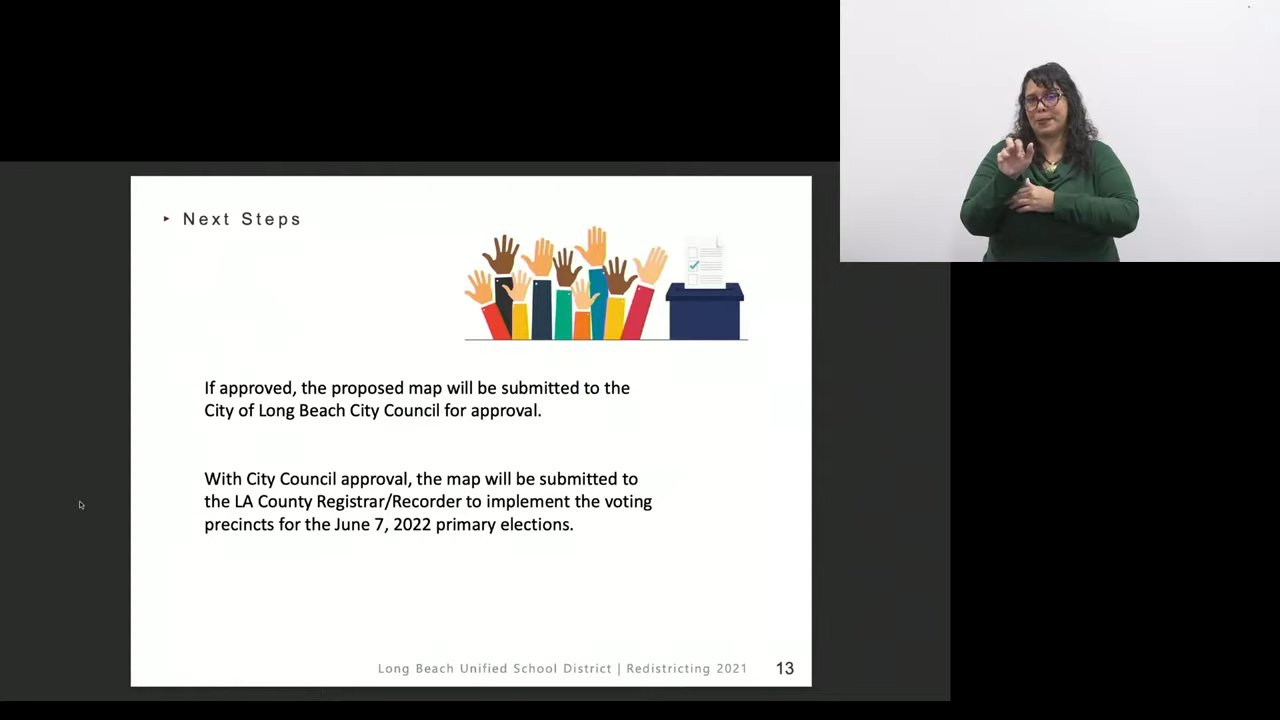 Next Steps
If approved, the proposed map will be submitted to the
City of Long Beach City Council for approval.
With City Council approval, the map will be submitted to
the LA County Registrar/Recorder to implement the voting
precincts for the June 7, 2022 primary elections.
Long Beach Unified School District | Redistricting 2021 13